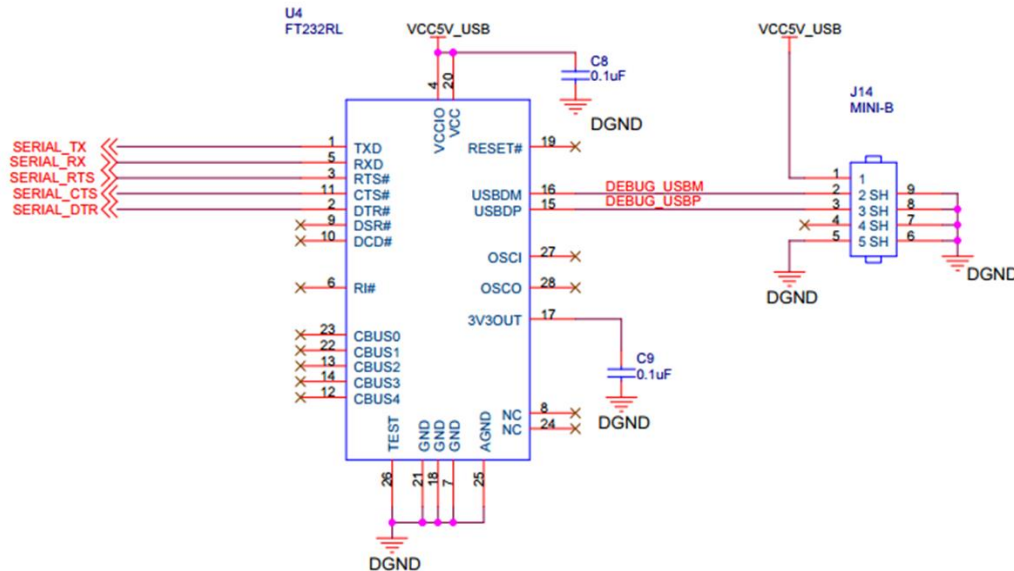 U4
FT232RL
VCC5V_USB
VCC5V_USB
C8
0.1uF
DGND
J14
MINI-B
4
20
VCCIO
VCC
SERIAL_TX
1
TXD
SERIAL_RX
5
RXD
SERIAL_RTS
3
RTS#
SERIAL_CTS
11
CTS#
SERIAL_DTR
2
DTR#
9
DSR#
10
DCD#
6
RI#
23
CBUS0
22
CBUS1
13
CBUS2
14
CBUS3
12
CBUS4
RESET#
19
USBDM
16
DEBUG_USBM
USBDP
15
DEBUG_USBP
OSCI
27
OSCO
28
3V3OUT
17
C9
0.1uF
DGND
NC
8
NC
24
TEST
GND
GND
GND
AGND
26
21
18
7
25
DGND
1
1
2
2 SH
9
3
3 SH
8
4
4 SH
7
5
5 SH
6
DGND
DGND